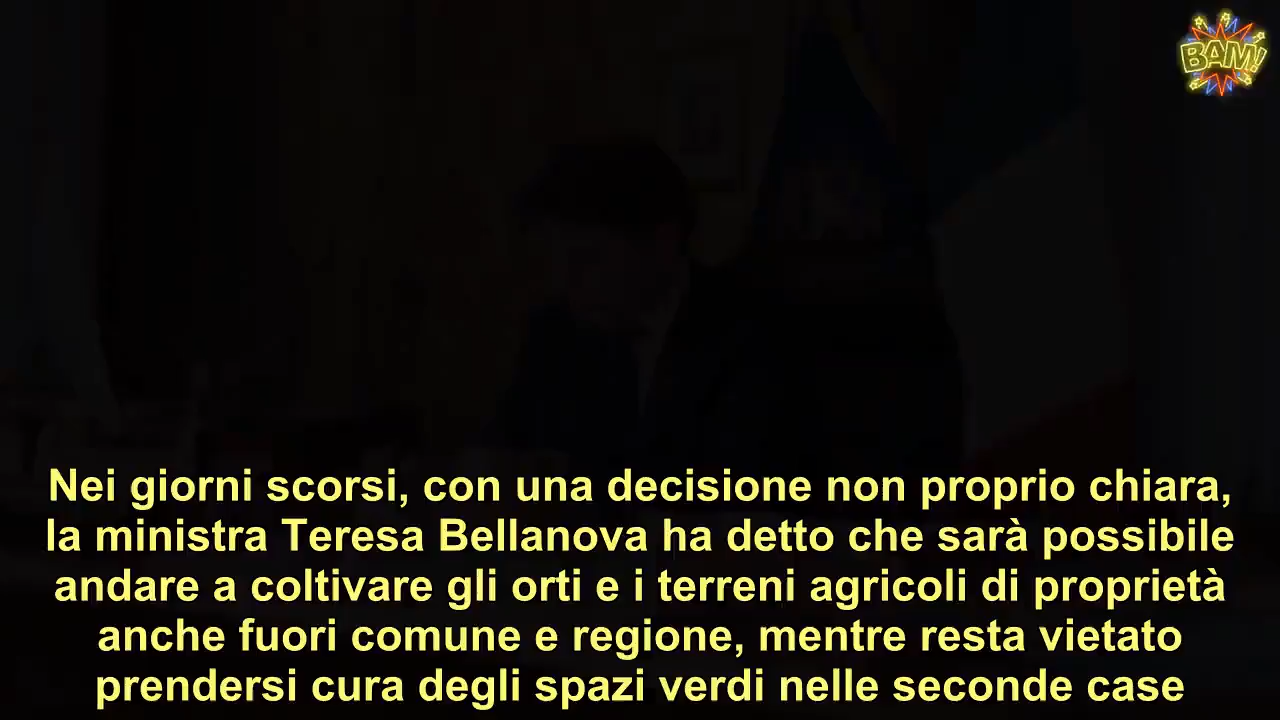 BAM!
Nei giorni scorsi, con una decisione non proprio chiara,
la ministra Teresa Bellanova ha detto che sarà possibile
andare a coltivare gli orti e i terreni agricoli di proprietà
anche fuori comune e regione, mentre resta vietato
prendersi cura degli spazi verdi nelle seconde case